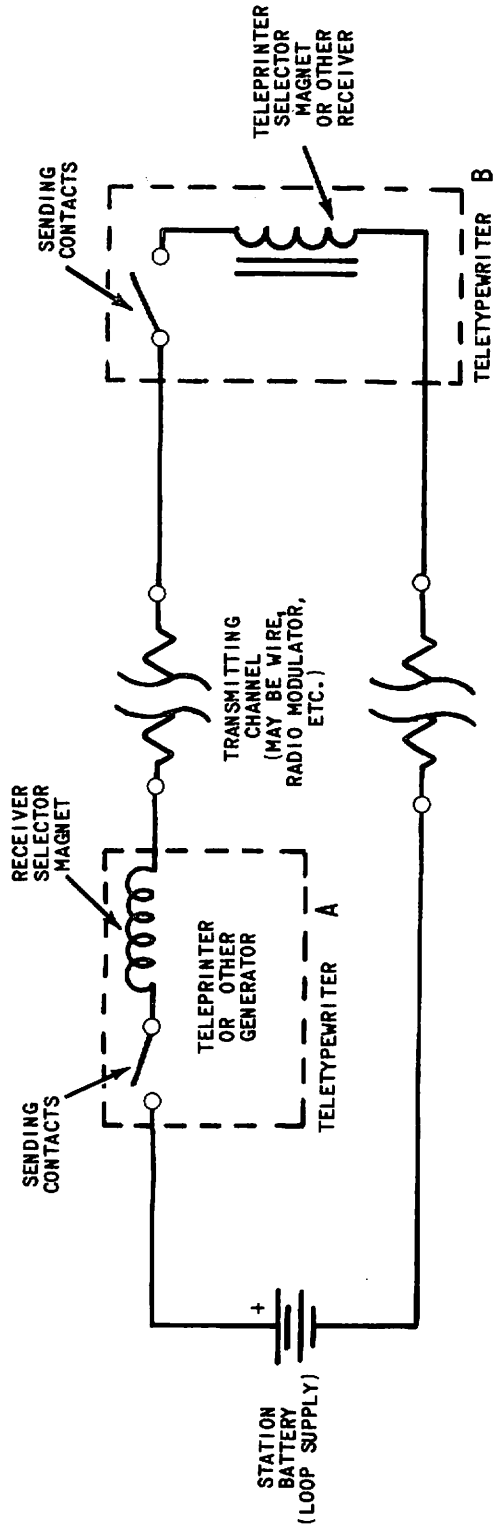 STATION
BATTERY
(LOOP SUPPLY)
+
SENDING
CONTACTS
RECEIVER
SELECTOR
MAGNET
TELEPRINTER
OR OTHER
GENERATOR
TELETYPEWRITER A
TRANSMITTING
CHANNEL
(MAY BE WIRE,
RADIO MODULATOR,
ETC.)
SENDING
CONTACTS
TELEPRINTER
SELECTOR
MAGNET
OR OTHER
RECEIVER
TELETYPEWRITER B